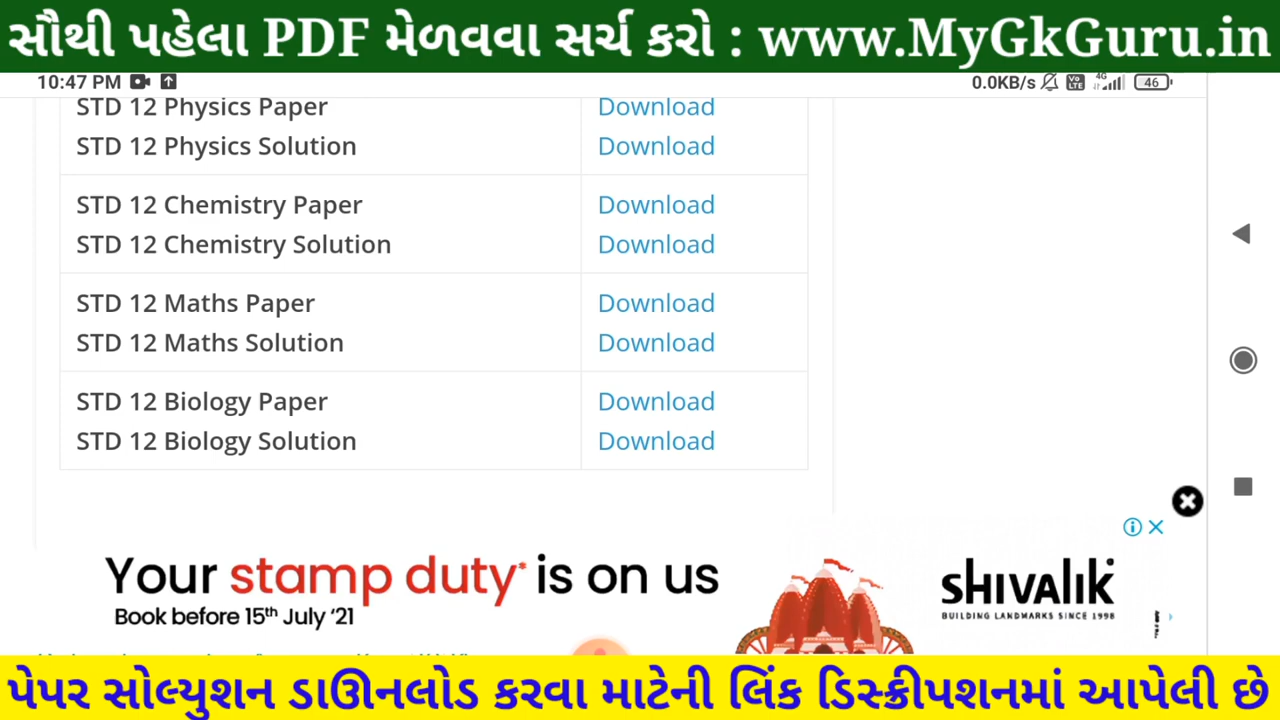 સૌથી પહેલા PDF મેળવવા સર્ચ કરો : www.MyGkGuru.in
10:47 PM 0.0KB/s Vo LTE 4G 46
STD 12 Physics Paper Download
STD 12 Physics Solution Download
STD 12 Chemistry Paper Download
STD 12 Chemistry Solution Download
STD 12 Maths Paper Download
STD 12 Maths Solution Download
STD 12 Biology Paper Download
STD 12 Biology Solution Download
Your stamp duty* is on us
Book before 15th July '21
SHIVALIK
BUILDING LANDMARKS SINCE 1998
પેપર સોલ્યુશન ડાઊનલોડ કરવા માટેની લિંક ડિસ્ક્રીપશનમાં આપેલી છે